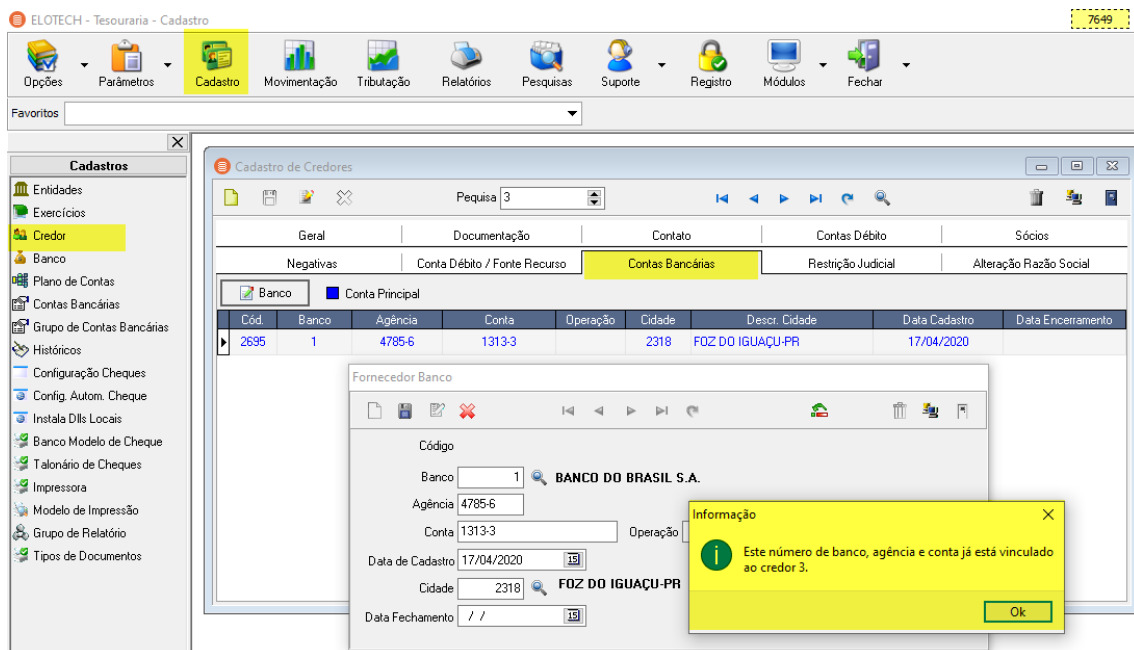 ELOTECH - Tesouraria - Cadastro
7649
Opções
Parâmetros
Cadastro
Movimentação
Tributação
Relatórios
Pesquisas
Suporte
Registro
Módulos
Fechar
Favoritos
Cadastros
Entidades
Exercícios
Credor
Banco
Plano de Contas
Contas Bancárias
Grupo de Contas Bancárias
Históricos
Configuração Cheques
Config. Autom. Cheque
Instala Dlls Locais
Banco Modelo de Cheque
Talonário de Cheques
Impressora
Modelo de Impressão
Grupo de Relatório
Tipos de Documentos
Cadastro de Credores
Pequisa 3
Geral Documentação Contato Contas Débito Sócios
Negativas Conta Débito / Fonte Recurso Contas Bancárias Restrição Judicial Alteração Razão Social
Banco Conta Principal
Cód. Banco Agência Conta Operação Cidade Descr. Cidade Data Cadastro Data Encerramento
2695 1 4785-6 1313-3 2318 FOZ DO IGUAÇU-PR 17/04/2020
Fornecedor Banco
Código
Banco 1 BANCO DO BRASIL S.A.
Agência 4785-6
Conta 1313-3 Operação
Data de Cadastro 17/04/2020 15
Cidade 2318 FOZ DO IGUAÇU-PR
Data Fechamento / / 15
Informação
Este número de banco, agência e conta já está vinculado
ao credor 3.
Ok